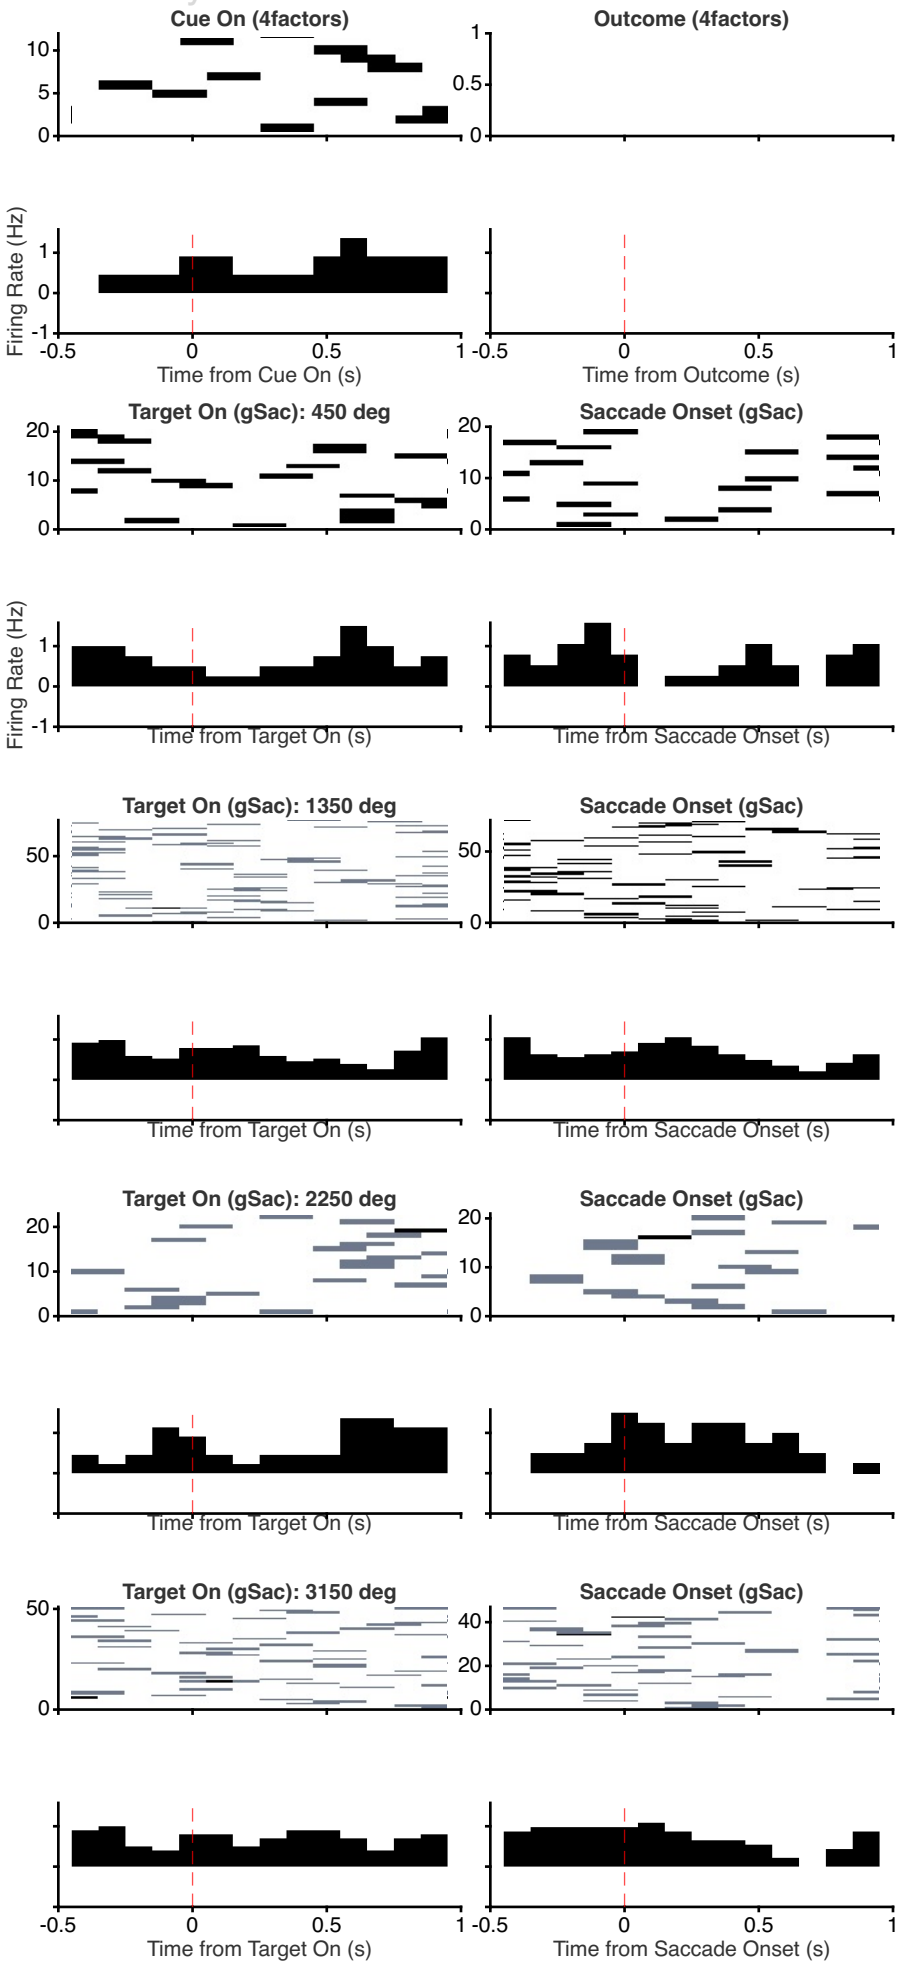 Cue On (4factors) Outcome (4factors)
10 5 0
1 0.5 0
Firing Rate (Hz)
1 0 -1
-0.5 0 0.5 1 -0.5 0 0.5 1
Time from Cue On (s) Time from Outcome (s)
Target On (gSac): 450 deg Saccade Onset (gSac)
20 10 0
20 10 0
Firing Rate (Hz)
1 0 -1
Time from Target On (s) Time from Saccade Onset (s)
Target On (gSac): 1350 deg Saccade Onset (gSac)
50 0
50 0
Time from Target On (s) Time from Saccade Onset (s)
Target On (gSac): 2250 deg Saccade Onset (gSac)
20 10 0
20 10 0
Time from Target On (s) Time from Saccade Onset (s)
Target On (gSac): 3150 deg Saccade Onset (gSac)
50 0
40 20 0
-0.5 0 0.5 1 -0.5 0 0.5 1
Time from Target On (s) Time from Saccade Onset (s)